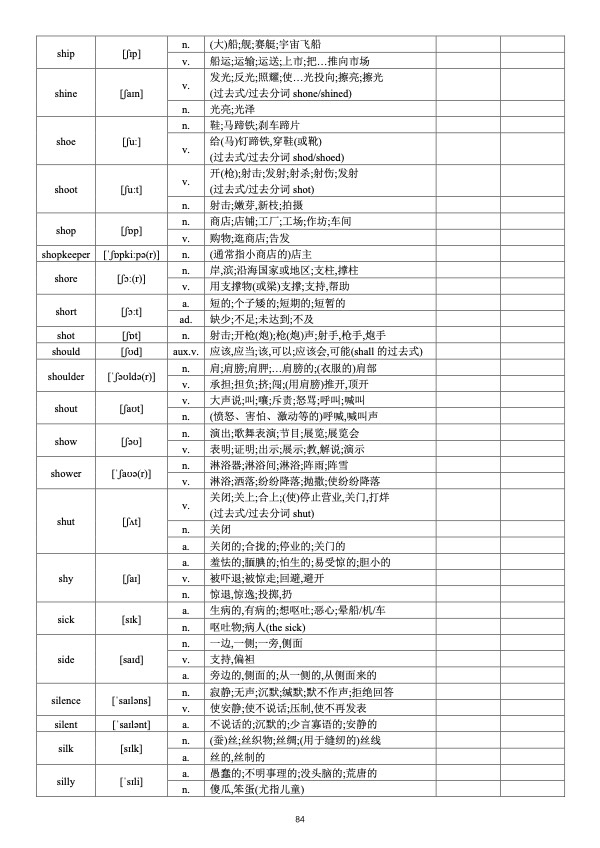 ship [ʃɪp] n. (大)船;舰;赛艇;宇宙飞船
v. 船运;运输;运送;上市;把…推向市场
shine [ʃaɪn] v. 发光;反光;照耀;使…光投向;擦亮;擦光
(过去式/过去分词 shone/shined)
n. 光亮;光泽
shoe [ʃuː] n. 鞋;马蹄铁;刹车蹄片
v. 给(马)钉蹄铁,穿鞋(或靴)
(过去式/过去分词 shod/shoed)
shoot [ʃuːt] v. 开(枪);射击;发射;射杀;射伤;发射
(过去式/过去分词 shot)
n. 射击;嫩芽,新枝;拍摄
shop [ʃɒp] n. 商店;店铺;工厂;工场;作坊;车间
v. 购物;逛商店;告发
shopkeeper [ˈʃɒpkiːpə(r)] n. (通常指小商店的)店主
shore [ʃɔː(r)] n. 岸,滨;沿海国家或地区;支柱,撑柱
v. 用支撑物(或梁)支撑;支持,帮助
short [ʃɔːt] a. 短的;个子矮的;短期的;短暂的
ad. 缺少;不足;未达到;不及
shot [ʃɒt] n. 射击;开枪(炮);枪(炮)声;射手,枪手,炮手
should [ʃʊd] aux.v. 应该,应当;该,可以;应该会,可能(shall 的过去式)
shoulder [ˈʃəʊldə(r)] n. 肩;肩膀;肩胛;…肩膀的;(衣服的)肩部
v. 承担;担负;挤;闯;(用肩膀)推开,顶开
shout [ʃaʊt] v. 大声说;叫;嚷;斥责;怒骂;呼叫;喊叫
n. (愤怒、害怕、激动等的)呼喊,喊叫声
show [ʃəʊ] n. 演出;歌舞表演;节目;展览;展览会
v. 表明;证明;出示;展示;教,解说;演示
shower [ˈʃaʊə(r)] n. 淋浴器;淋浴间;淋浴;阵雨;阵雪
v. 淋浴;洒落;纷纷降落;抛撒;使纷纷降落
shut [ʃʌt] v. 关闭;关上;合上;(使)停止营业,关门,打烊
(过去式/过去分词 shut)
n. 关闭
a. 关闭的;合拢的;停业的;关门的
shy [ʃaɪ] a. 羞怯的;腼腆的;怕生的;易受惊的;胆小的
v. 被吓退;被惊走;回避,避开
n. 惊退,惊逸;投掷,扔
sick [sɪk] a. 生病的,有病的;想呕吐;恶心;晕船/机/车
n. 呕吐物;病人(the sick)
side [saɪd] n. 一边,一侧;一旁,侧面
v. 支持,偏袒
a. 旁边的,侧面的;从一侧的,从侧面来的
silence [ˈsaɪləns] n. 寂静;无声;沉默;缄默;默不作声;拒绝回答
v. 使安静;使不说话;压制,使不再发表
silent [ˈsaɪlənt] a. 不说话的;沉默的;少言寡语的;安静的
silk [sɪlk] n. (蚕)丝;丝织物;丝绸;(用于缝纫的)丝线
a. 丝的,丝制的
silly [ˈsɪli] a. 愚蠢的;不明事理的;没头脑的;荒唐的
n. 傻瓜,笨蛋(尤指儿童)
84